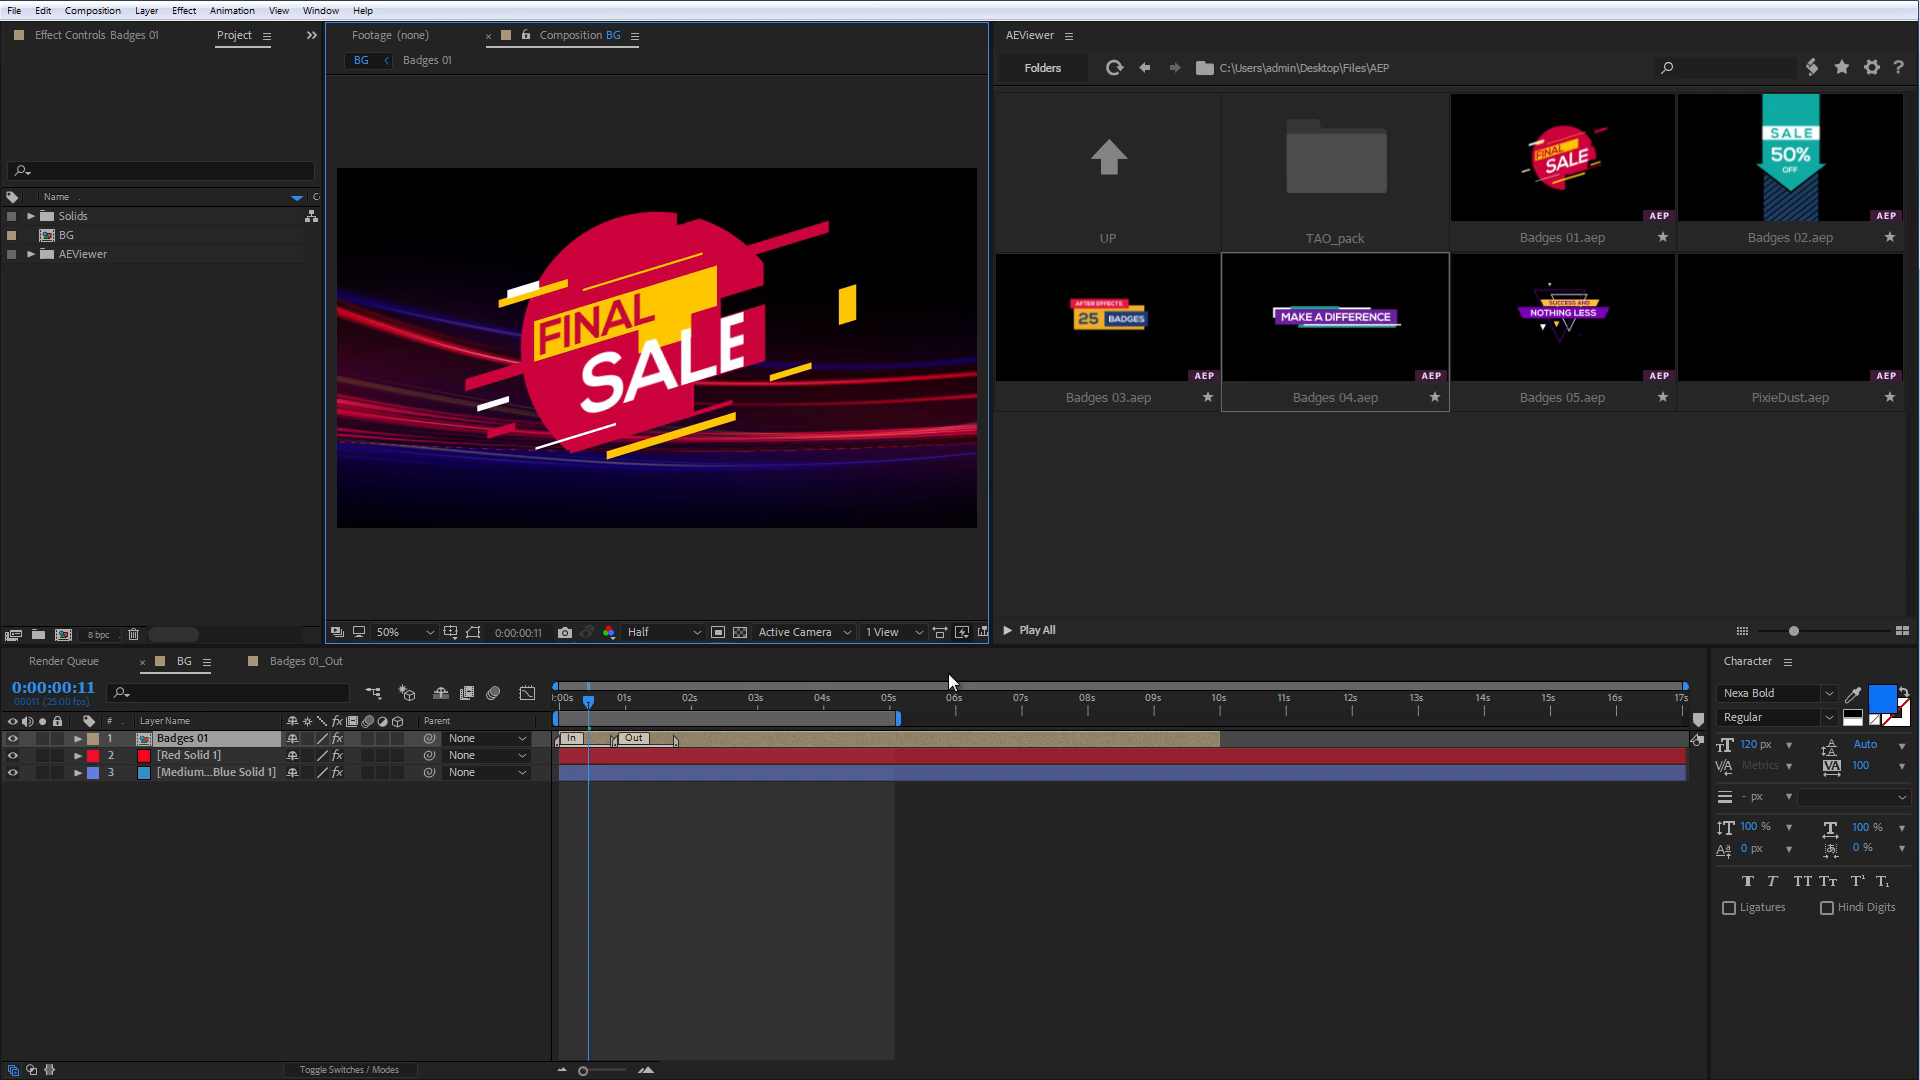 File Edit Composition Layer Effect Animation View Window Help
Effect Controls Badges 01
Project
Footage (none)
Composition BG
BG
Badges 01
AEViewer
Folders
C:\Users\admin\Desktop\Files\AEP
Name
Solids
BG
AEViewer
FINAL
SALE
UP
TAO_pack
FINAL
SALE
AEP
Badges 01.aep
SALE
50%
OFF
AEP
Badges 02.aep
AFTER EFFECTS
25 BADGES
AEP
Badges 03.aep
MAKE A DIFFERENCE
AEP
Badges 04.aep
SUCCESS AND
NOTHING LESS
AEP
Badges 05.aep
AEP
PixieDust.aep
8 bpc
50%
0:00:00:11
Half
Active Camera
1 View
Play All
Render Queue
BG
Badges 01_Out
Character
0:00:00:11
00011 (25.00 fps)
:00s 01s 02s 03s 04s 05s 06s 07s 08s 09s 10s 11s 12s 13s 14s 15s 16s 17s
# Layer Name Parent
1 Badges 01 None
In Out
2 [Red Solid 1] None
3 [Medium...Blue Solid 1] None
Nexa Bold
Regular
120 px Auto
Metrics 100
- px
100 % 100 %
0 px 0 %
Ligatures Hindi Digits
Toggle Switches / Modes